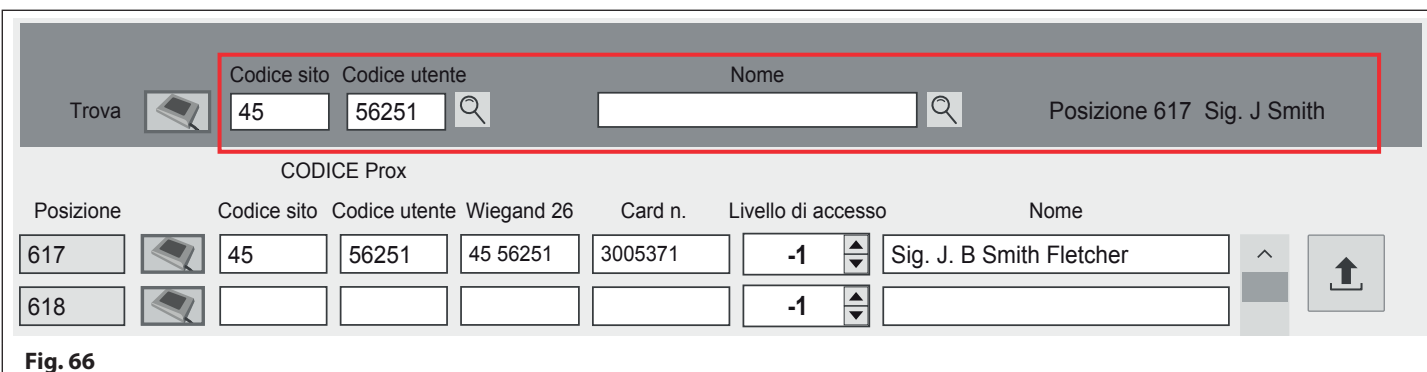 Codice sito Codice utente Nome
Trova 45 56251 Posizione 617 Sig. J Smith
CODICE Prox
Posizione Codice sito Codice utente Wiegand 26 Card n. Livello di accesso Nome
617 45 56251 45 56251 3005371 -1 Sig. J. B Smith Fletcher
618 -1
Fig. 66